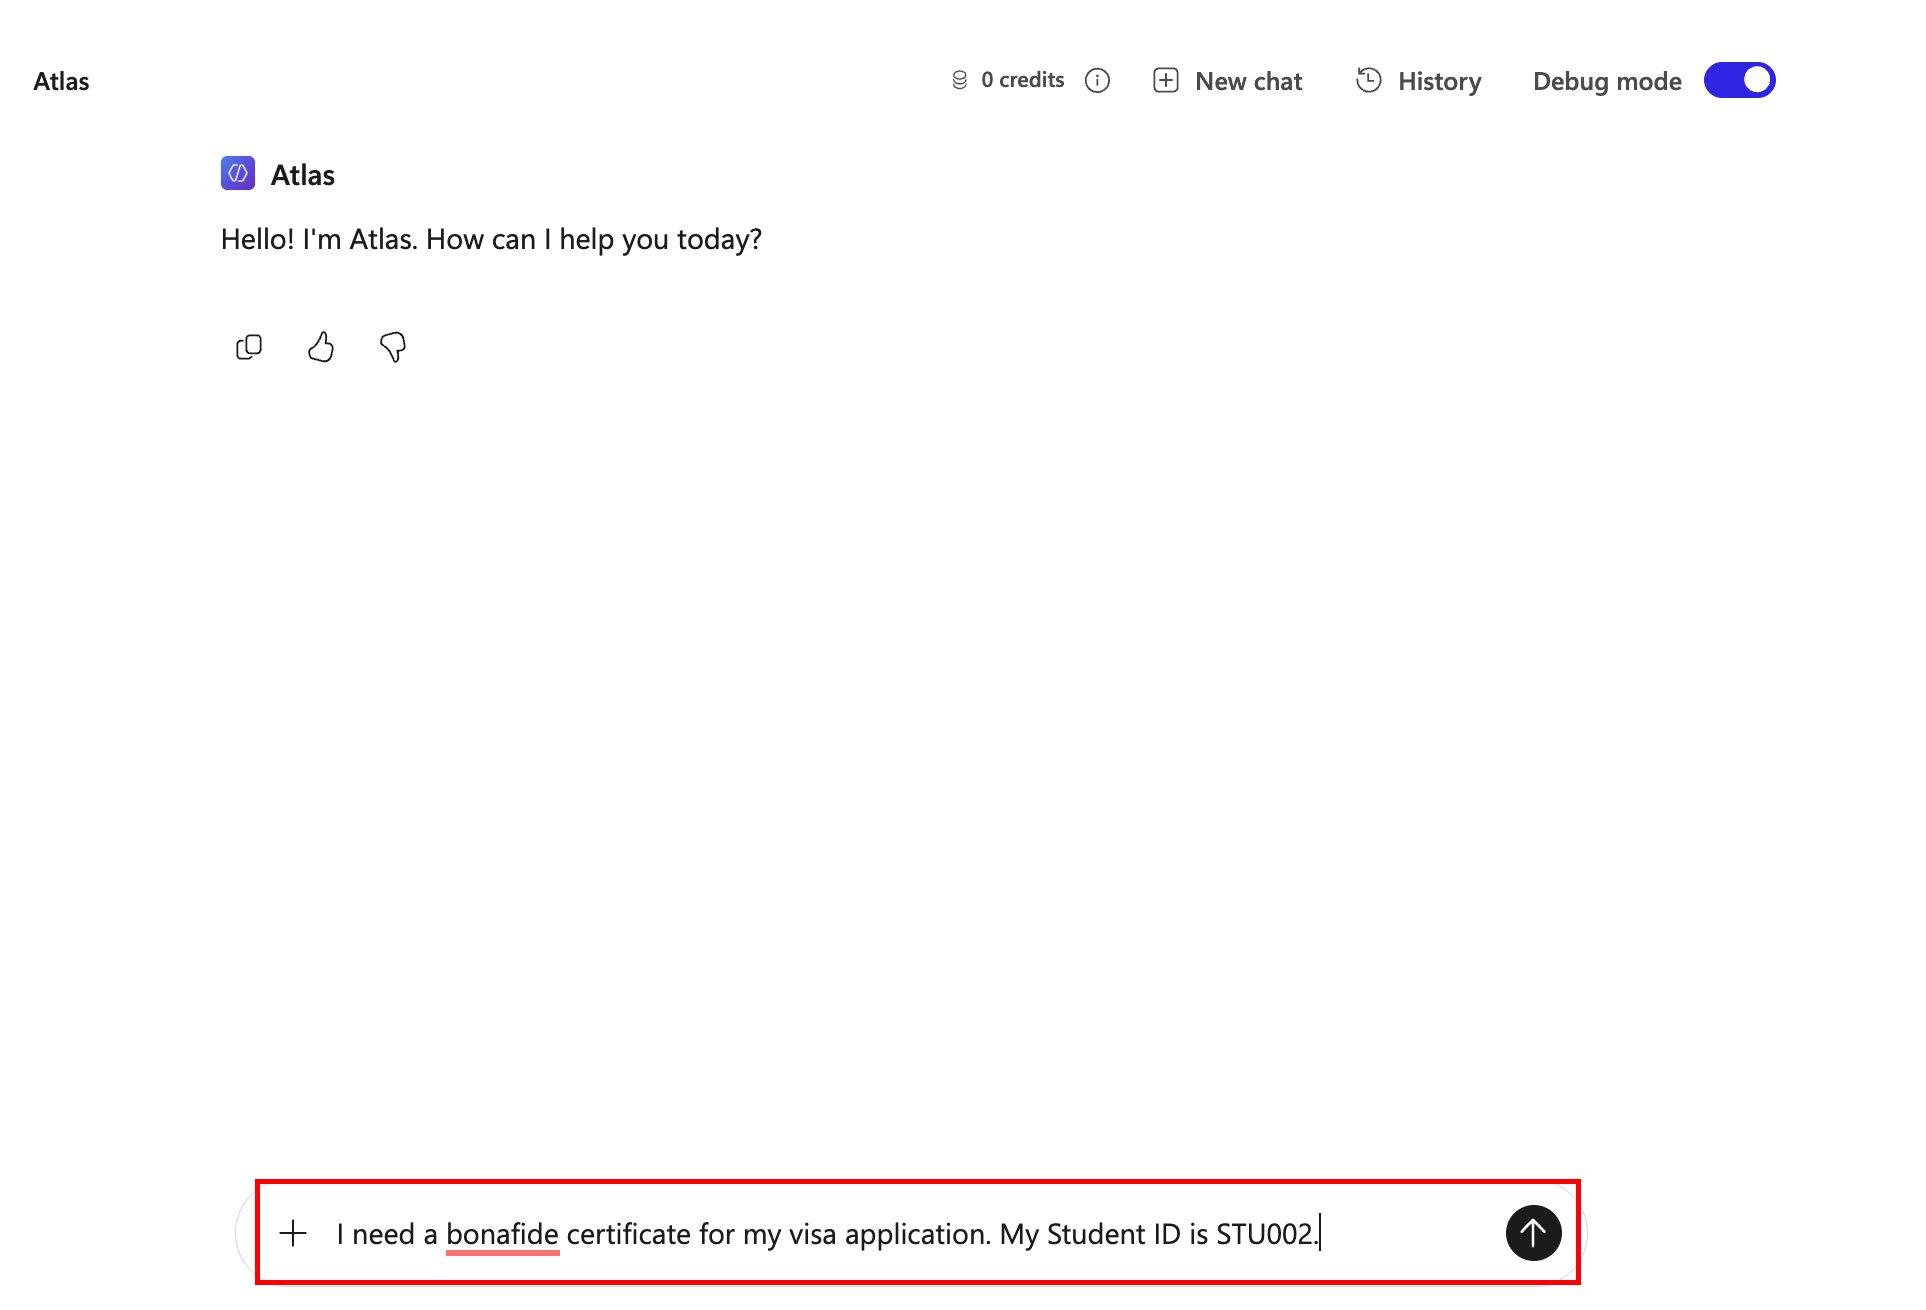 Atlas
0 credits
New chat
History
Debug mode
Atlas
Hello! I'm Atlas. How can I help you today?
I need a bonafide certificate for my visa application. My Student ID is STU002.